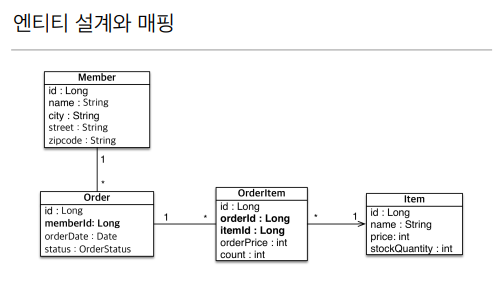 엔티티 설계와 매핑
Member
id : Long
name : String
city : String
street : String
zipcode : String
1
*
Order
id : Long
memberId: Long
orderDate : Date
status : OrderStatus
1
*
OrderItem
id : Long
orderId : Long
itemId : Long
orderPrice : int
count : int
*
1
Item
id : Long
name : String
price: int
stockQuantity : int